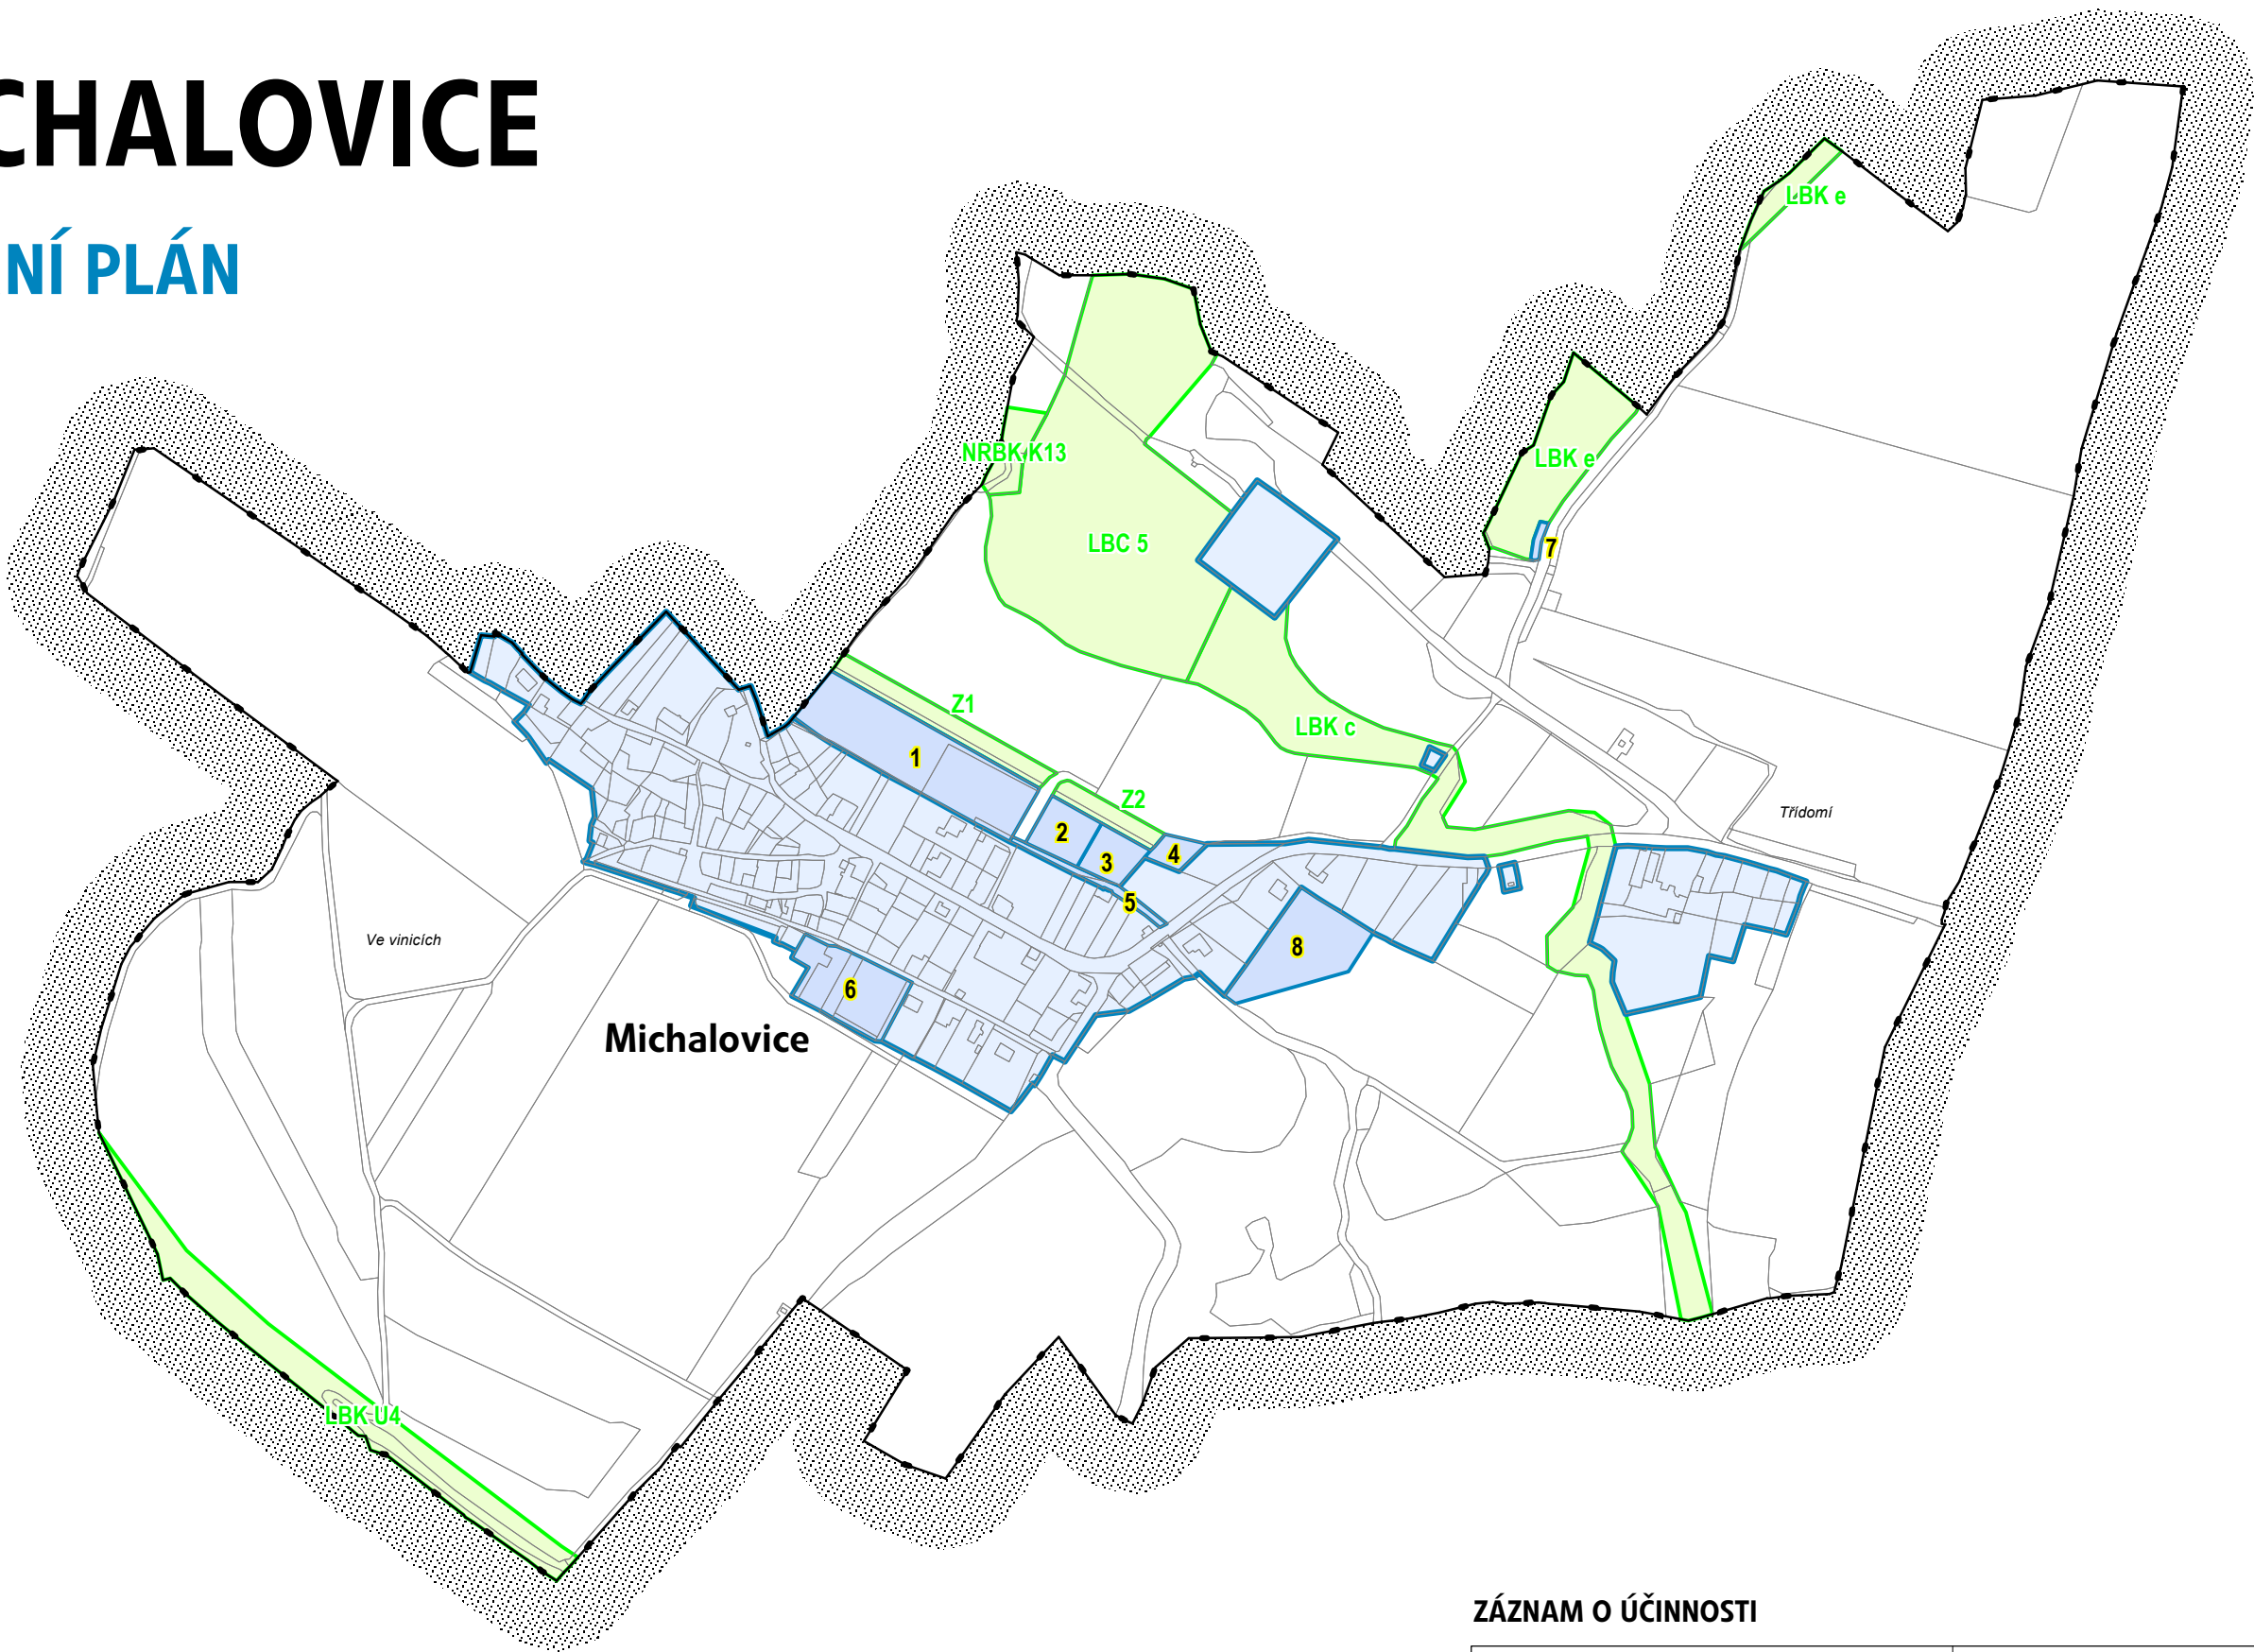 CHALOVICE
NÍ PLÁN
LBK e
NRBK K13
LBK e
LBC 5
7
Z1
LBK c
1
Z2
Třídomí
2
3
4
5
Ve vinicích
8
6
Michalovice
LBK U4
ZÁZNAM O ÚČINNOSTI